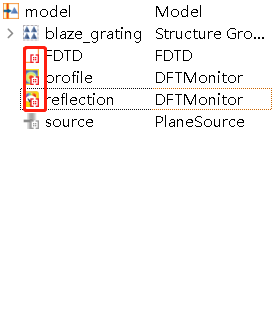 model Model
blaze_grating Structure Gro...
FDTD FDTD
profile DFTMonitor
reflection DFTMonitor
source PlaneSource